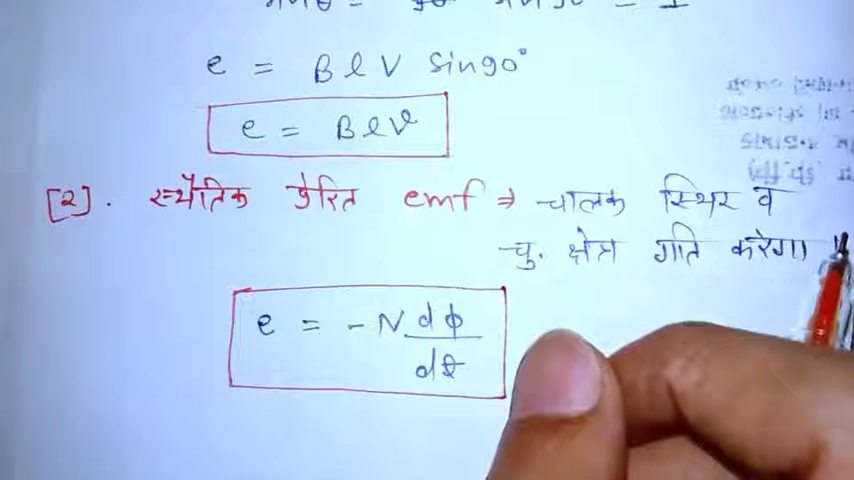 e = Blv sin90°
e = Blv
[2]. स्थैतिक प्रेरित emf ⇒ चालक स्थिर व
चु. क्षेत्र गति करेगा
e = -N dϕ/dt